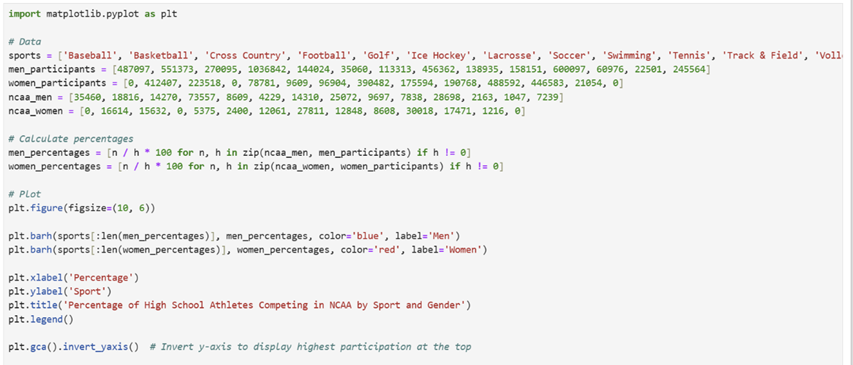 import matplotlib.pyplot as plt
# Data
sports = ['Baseball', 'Basketball', 'Cross Country', 'Football', 'Golf', 'Ice Hockey', 'Lacrosse', 'Soccer', 'Swimming', 'Tennis', 'Track & Field', 'Voll
men_participants = [487097, 551373, 270095, 1036842, 144024, 35060, 113313, 456362, 138935, 158151, 600097, 60976, 22501, 245564]
women_participants = [0, 412407, 223518, 0, 78781, 9609, 96904, 390482, 175594, 190768, 488592, 446583, 21054, 0]
ncaa_men = [35460, 18816, 14270, 73557, 8609, 4229, 14310, 25072, 9697, 7838, 28698, 2163, 1047, 7239]
ncaa_women = [0, 16614, 15632, 0, 5375, 2400, 12061, 27811, 12848, 8608, 30018, 17471, 1216, 0]
# Calculate percentages
men_percentages = [n / h * 100 for n, h in zip(ncaa_men, men_participants) if h != 0]
women_percentages = [n / h * 100 for n, h in zip(ncaa_women, women_participants) if h != 0]
# Plot
plt.figure(figsize=(10, 6))
plt.barh(sports[:len(men_percentages)], men_percentages, color='blue', label='Men')
plt.barh(sports[:len(women_percentages)], women_percentages, color='red', label='Women')
plt.xlabel('Percentage')
plt.ylabel('Sport')
plt.title('Percentage of High School Athletes Competing in NCAA by Sport and Gender')
plt.legend()
plt.gca().invert_yaxis()  # Invert y-axis to display highest participation at the top